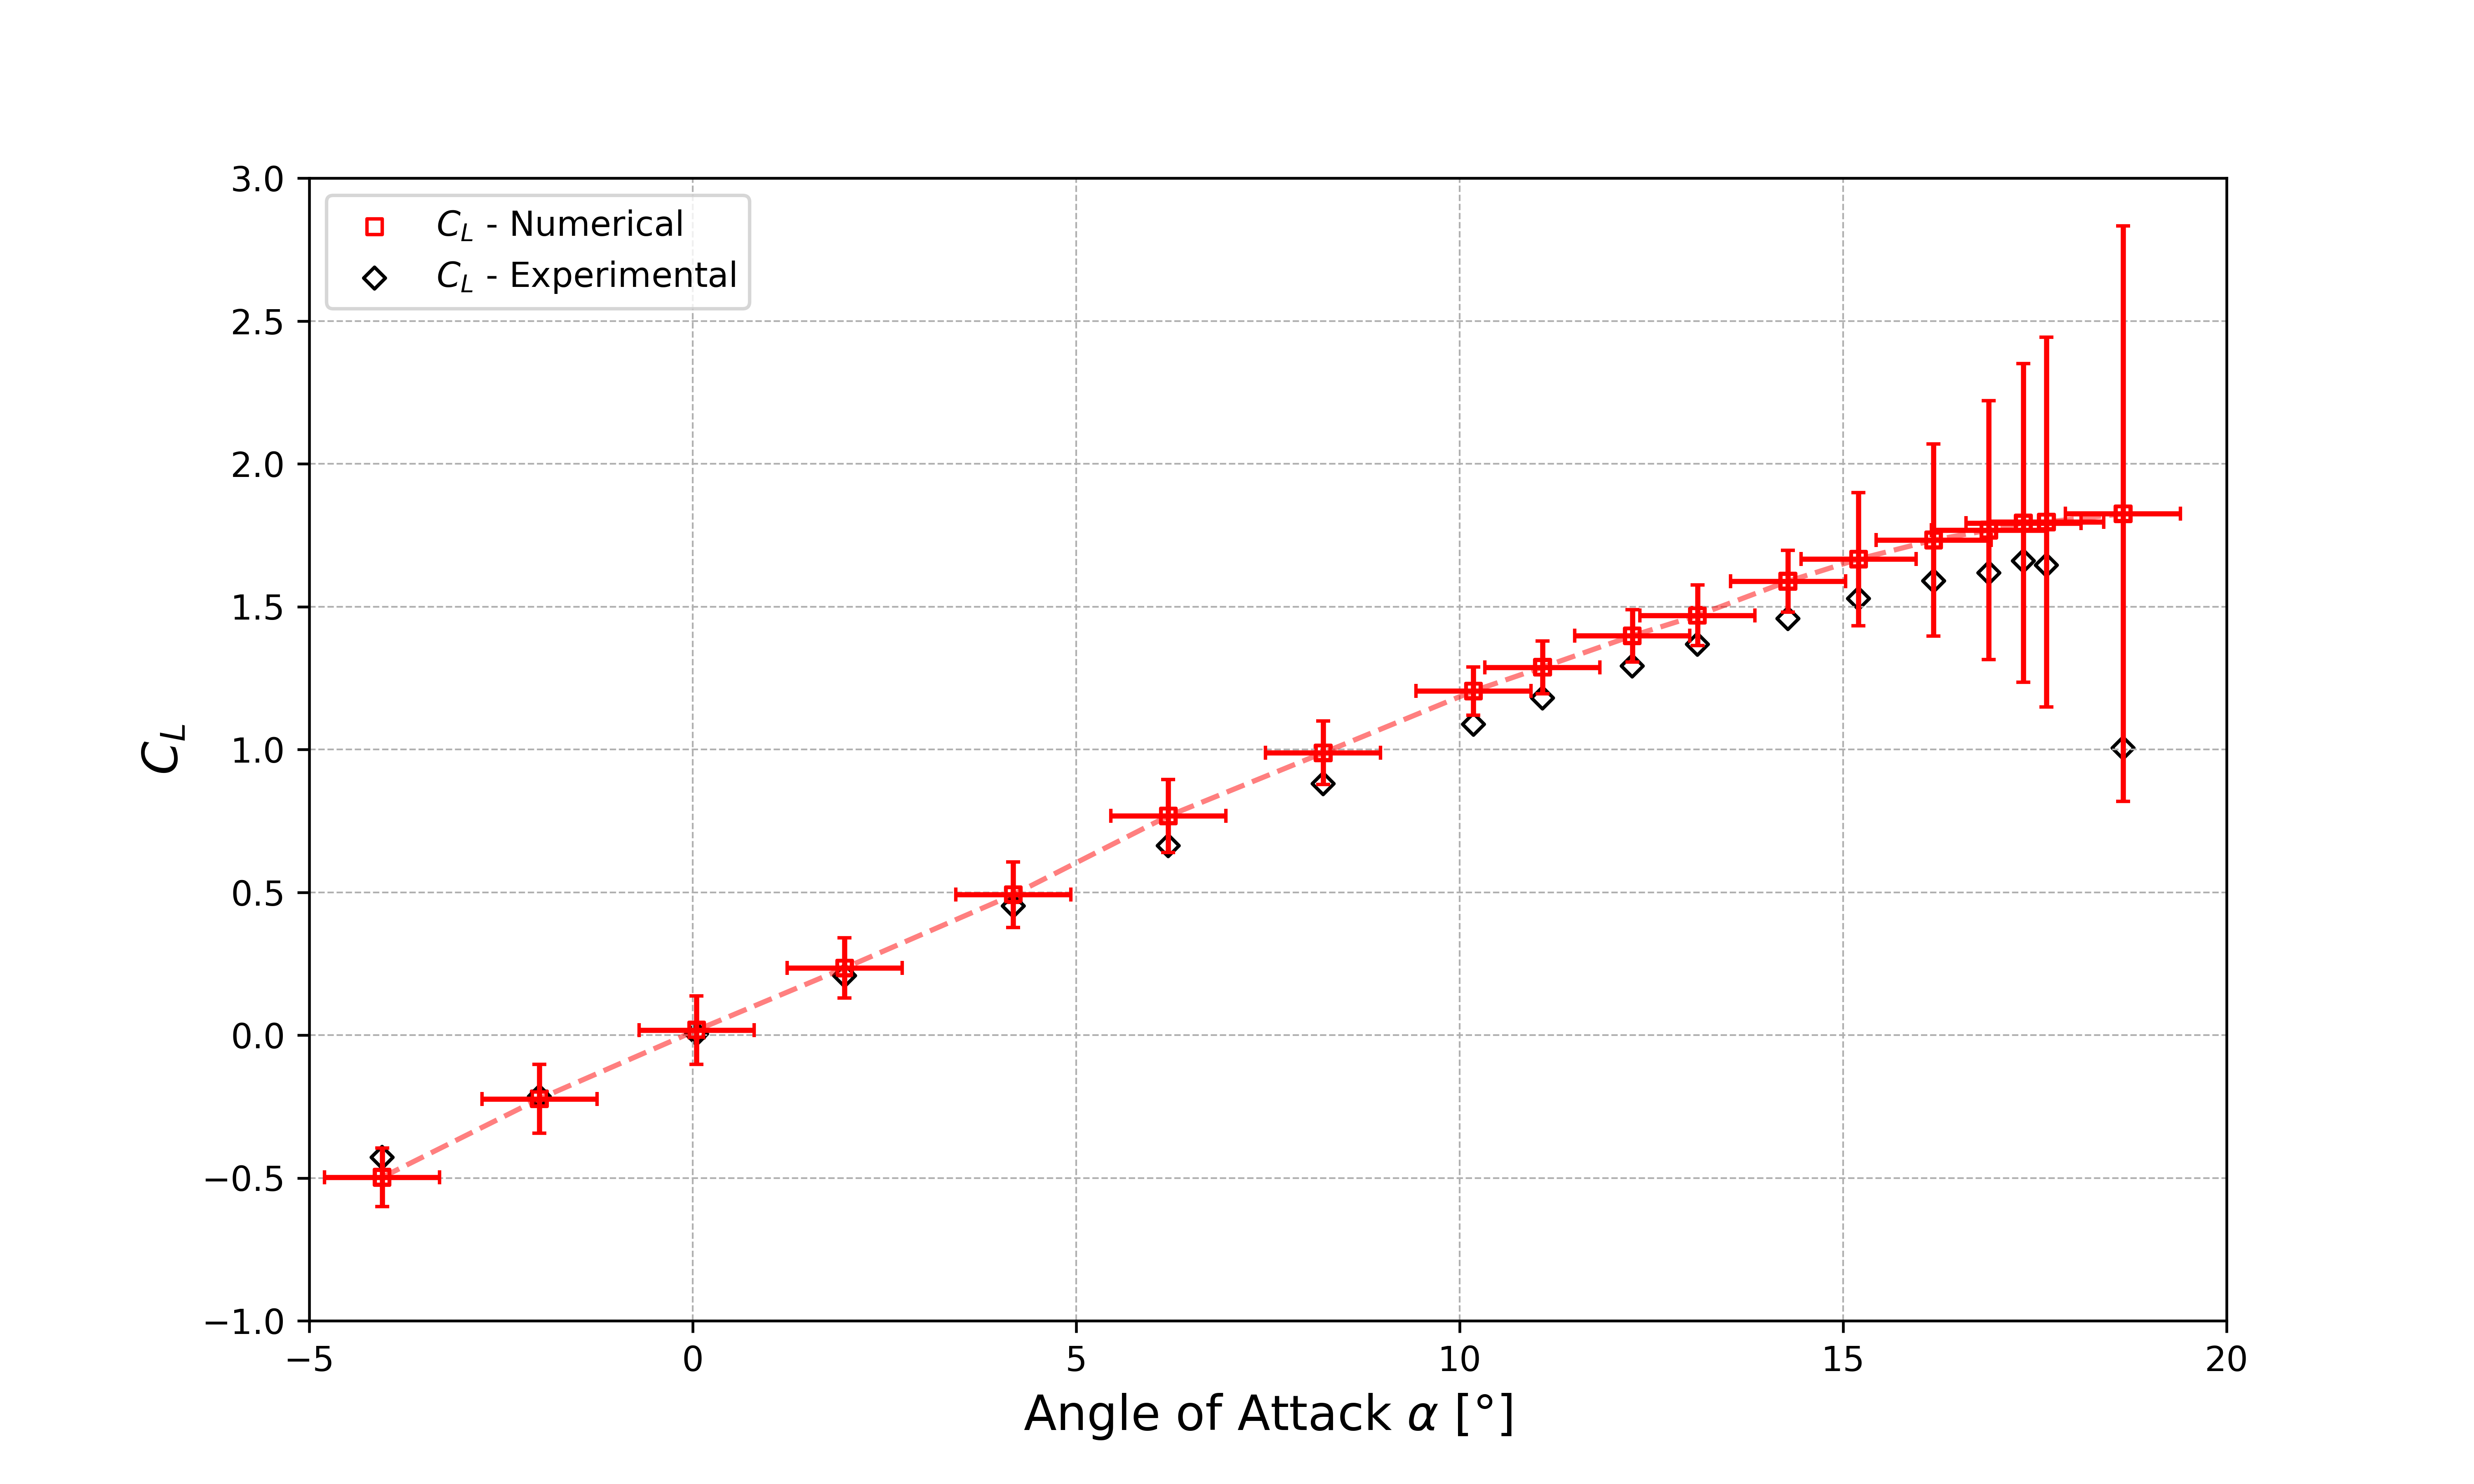 3.0
2.5
2.0
1.5
1.0
0.5
0.0
−0.5
−1.0
C_L - Numerical
C_L - Experimental
C_L
−5 0 5 10 15 20
Angle of Attack α [°]